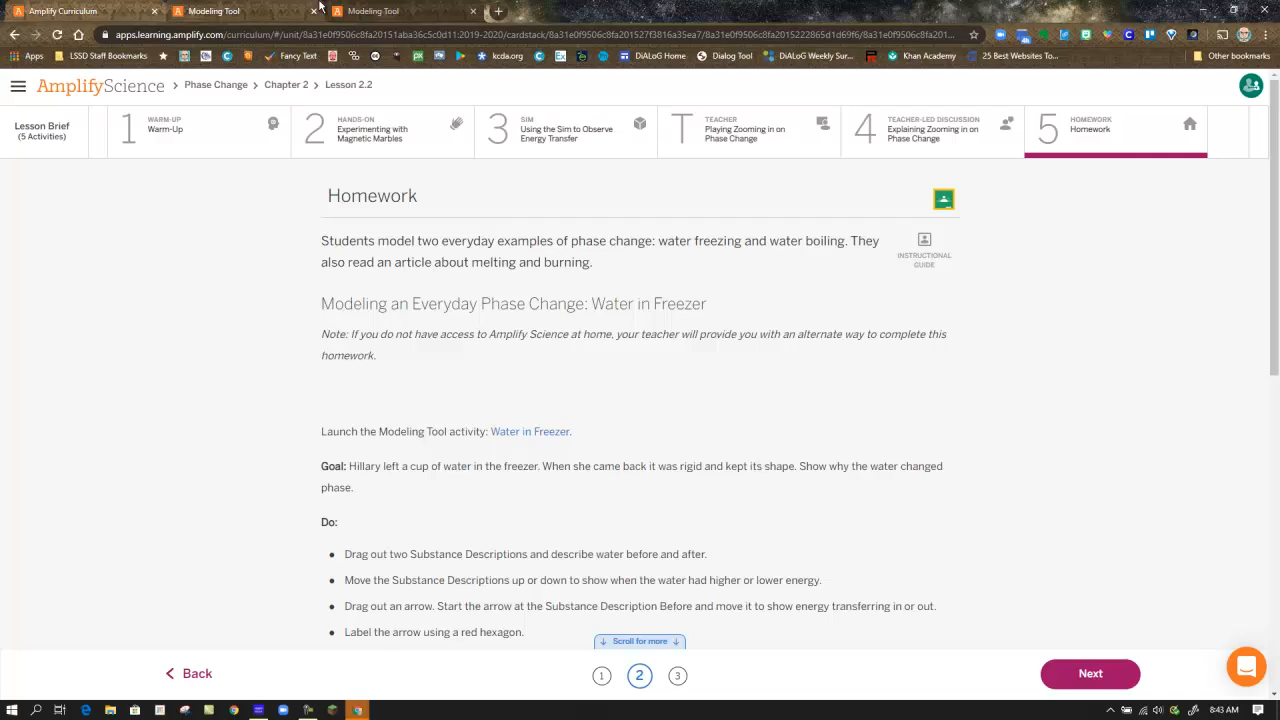 Amplify Curriculum
Modeling Tool
Modeling Tool
apps.learning.amplify.com/curriculum/#/unit/8a31e0f9506c8fa20151aba36c5c0d11:2019-2020/cardstack/8a31e0f9506c8fa201527f3816a35ea7/8a31e0f9506c8fa2015222865d1d69f6/8a31e0f9506c8fa201...
Apps
LSSD Staff Bookmarks
Fancy
kcda.org
DiALoG Home
Dialog Tool
DiALoG Weekly Sur...
Khan Academy
25 Best Websites To...
Other bookmarks
AmplifyScience > Phase Change > Chapter 2 > Lesson 2.2
Lesson Brief
(5 Activities)
1 WARM-UP
Warm-Up
2 HANDS-ON
Experimenting with
Magnetic Marbles
3 SIM
Using the Sim to Observe
Energy Transfer
T TEACHER
Playing Zooming in on
Phase Change
4 TEACHER-LED DISCUSSION
Explaining Zooming in on
Phase Change
5 HOMEWORK
Homework
Homework
Students model two everyday examples of phase change: water freezing and water boiling. They
also read an article about melting and burning.
INSTRUCTIONAL
GUIDE
Modeling an Everyday Phase Change: Water in Freezer
Note: If you do not have access to Amplify Science at home, your teacher will provide you with an alternate way to complete this
homework.
Launch the Modeling Tool activity: Water in Freezer.
Goal: Hillary left a cup of water in the freezer. When she came back it was rigid and kept its shape. Show why the water changed
phase.
Do:
● Drag out two Substance Descriptions and describe water before and after.
● Move the Substance Descriptions up or down to show when the water had higher or lower energy.
● Drag out an arrow. Start the arrow at the Substance Description Before and move it to show energy transferring in or out.
● Label the arrow using a red hexagon.
Scroll for more
Back
1 2 3
Next
8:43 AM